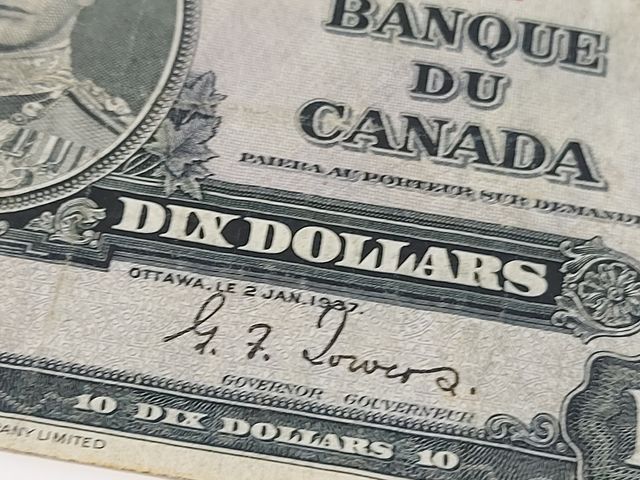 BANQUE
DU
CANADA
PAIERA AU PORTEUR SUR DEMANDE
DIX DOLLARS
OTTAWA, LE 2 JAN. 1937.
G. F. Towers.
GOVERNOR GOUVERNEUR
10 DIX DOLLARS 10
ANY LIMITED